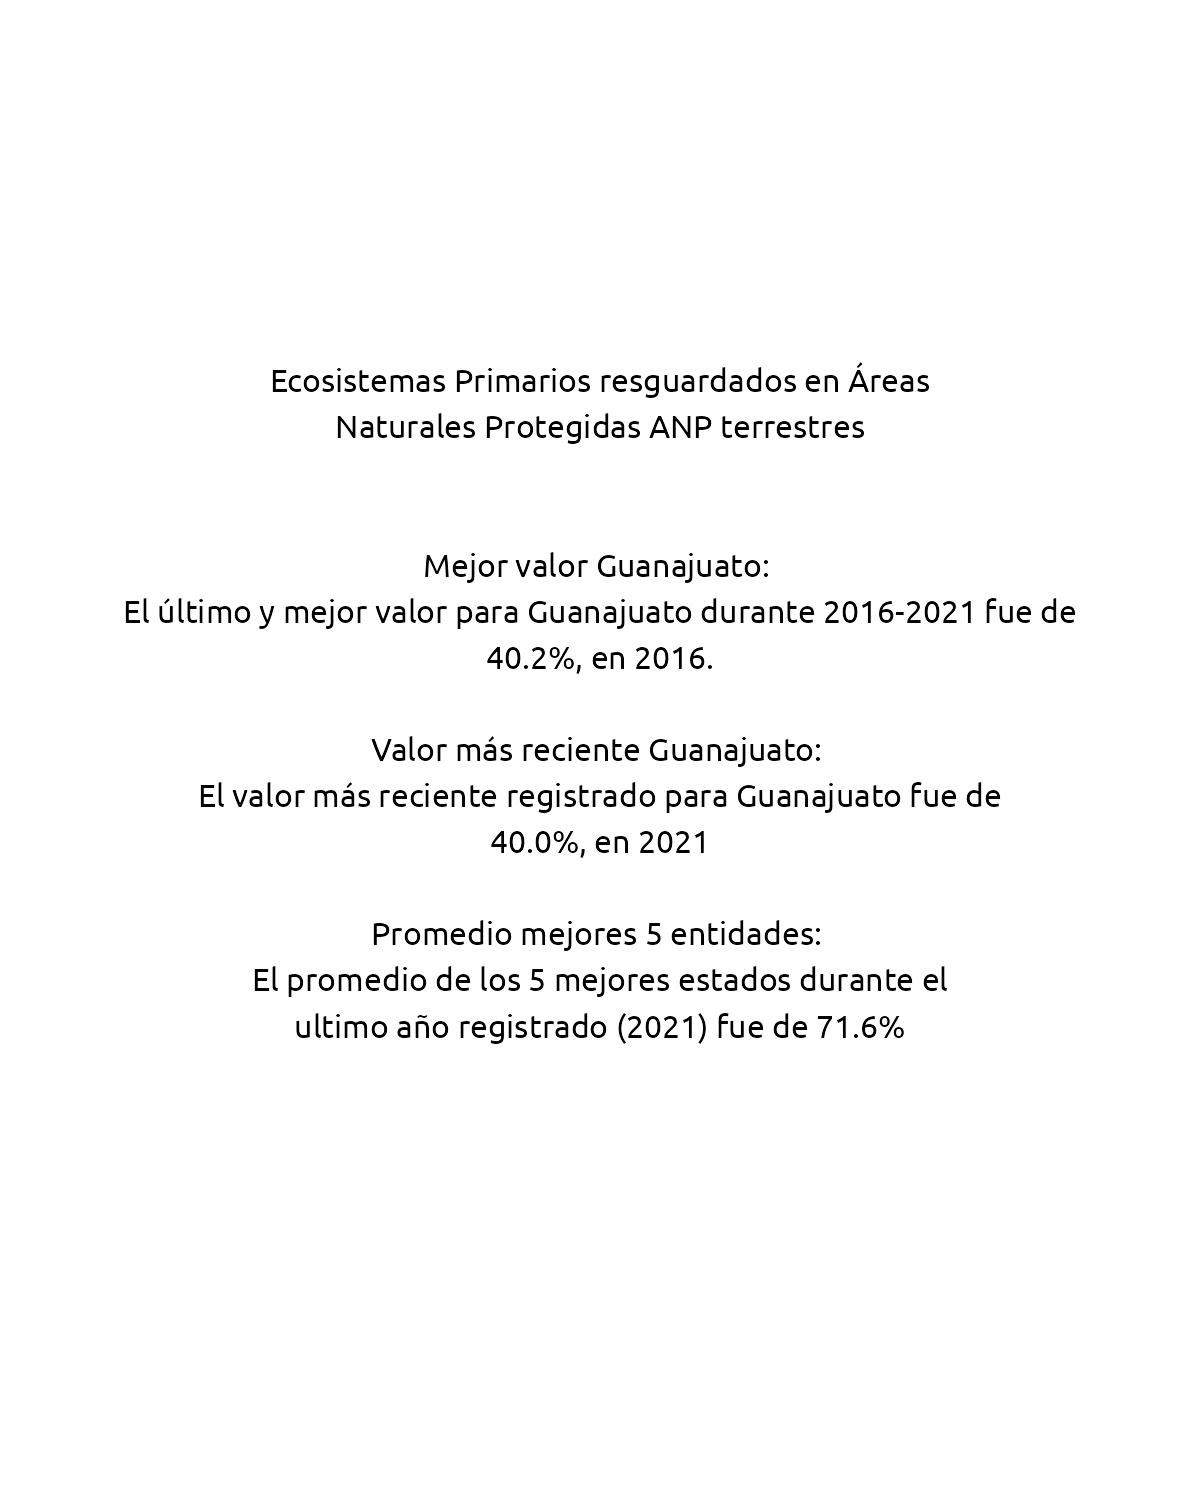 Ecosistemas Primarios resguardados en Áreas
Naturales Protegidas ANP terrestres
Mejor valor Guanajuato:
El último y mejor valor para Guanajuato durante 2016-2021 fue de
40.2%, en 2016.
Valor más reciente Guanajuato:
El valor más reciente registrado para Guanajuato fue de
40.0%, en 2021
Promedio mejores 5 entidades:
El promedio de los 5 mejores estados durante el
ultimo año registrado (2021) fue de 71.6%